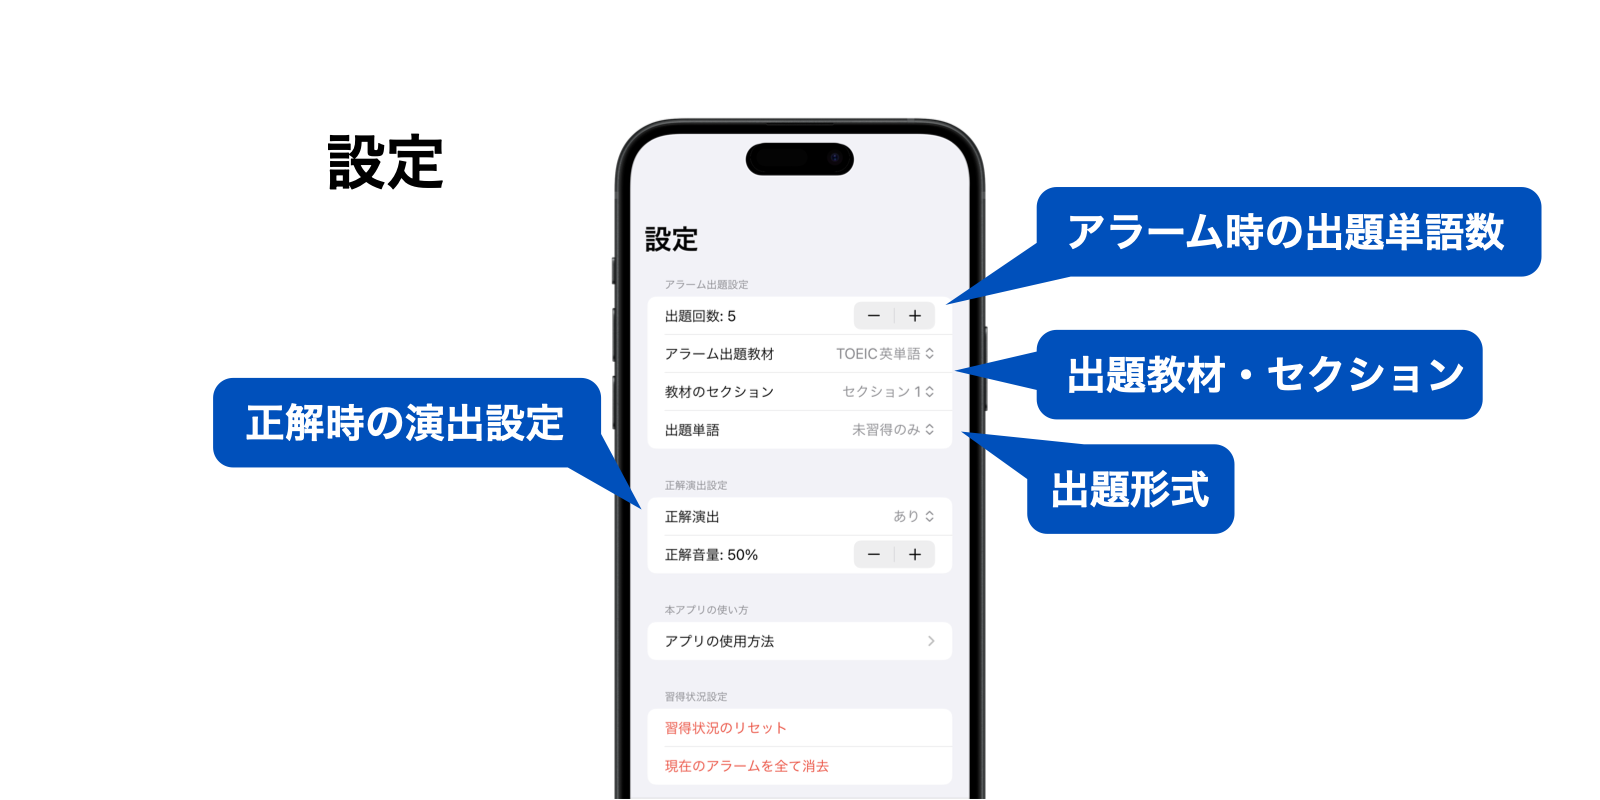 設定
設定
アラーム出題設定
出題回数: 5
アラーム出題教材 TOEIC英単語
教材のセクション セクション 1
出題単語 未習得のみ
正解演出設定
正解演出 あり
正解音量: 50%
本アプリの使い方
アプリの使用方法
習得状況設定
習得状況のリセット
現在のアラームを全て消去
アラーム時の出題単語数
出題教材・セクション
出題形式
正解時の演出設定